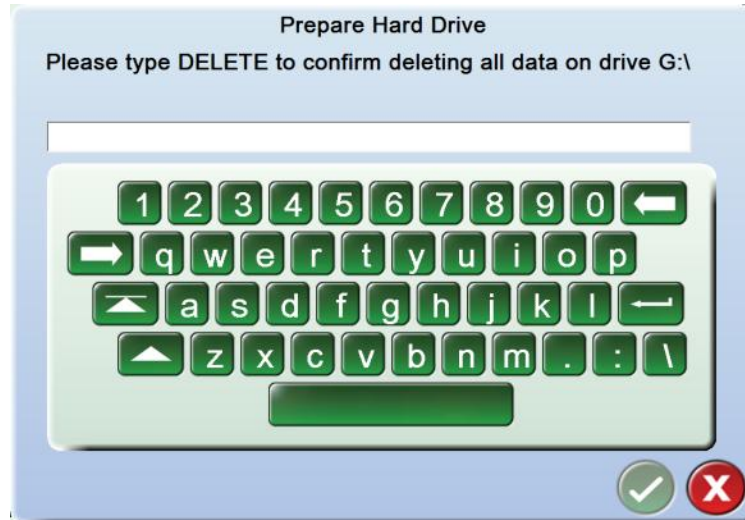 Prepare Hard Drive
Please type DELETE to confirm deleting all data on drive G:\
1 2 3 4 5 6 7 8 9 0
q w e r t y u i o p
a s d f g h j k l
z x c v b n m . : \